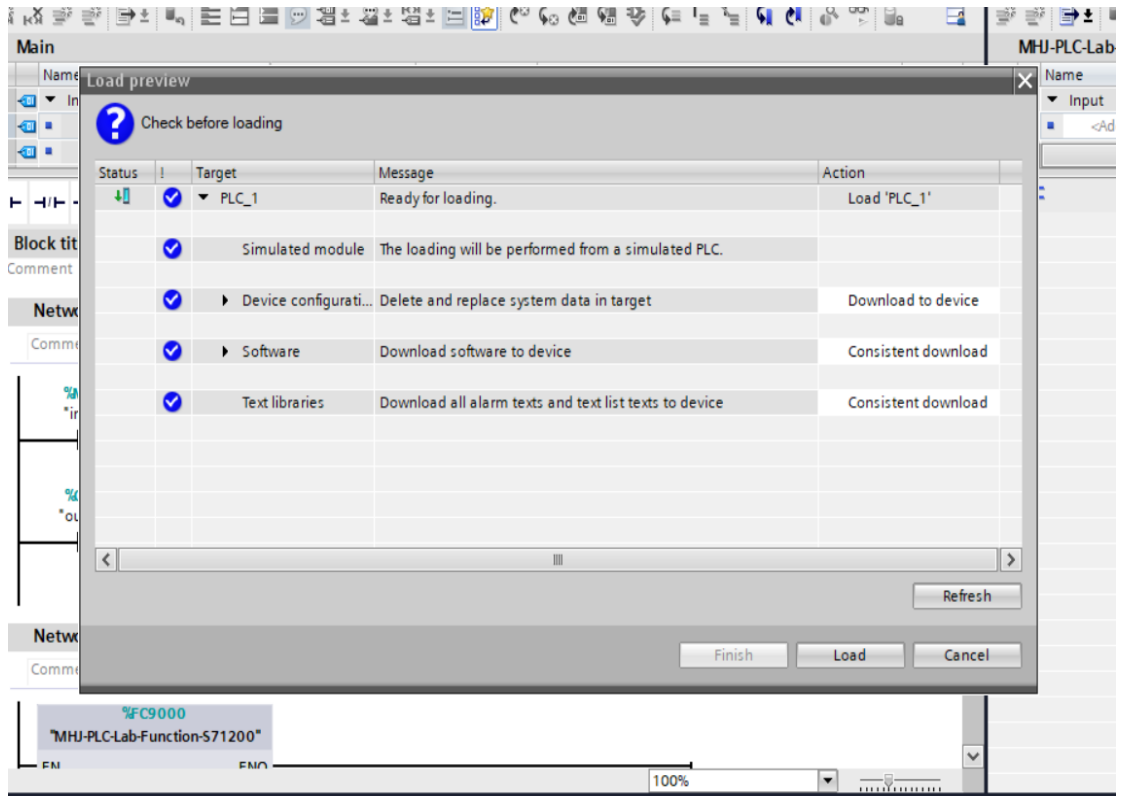 Main
MHJ-PLC-Lab-
Name
Load preview
Name
In
Check before loading
Input
<Ad
Status ! Target Message Action
PLC_1 Ready for loading. Load 'PLC_1'
Block tit
Simulated module The loading will be performed from a simulated PLC.
Comment
Device configurati... Delete and replace system data in target Download to device
Netw
Comme
Software Download software to device Consistent download
"in
Text libraries Download all alarm texts and text list texts to device Consistent download
"ou
Refresh
Netwo
Comme
Finish Load Cancel
%FC9000
"MHJ-PLC-Lab-Function-S71200"
EN ENO
100%